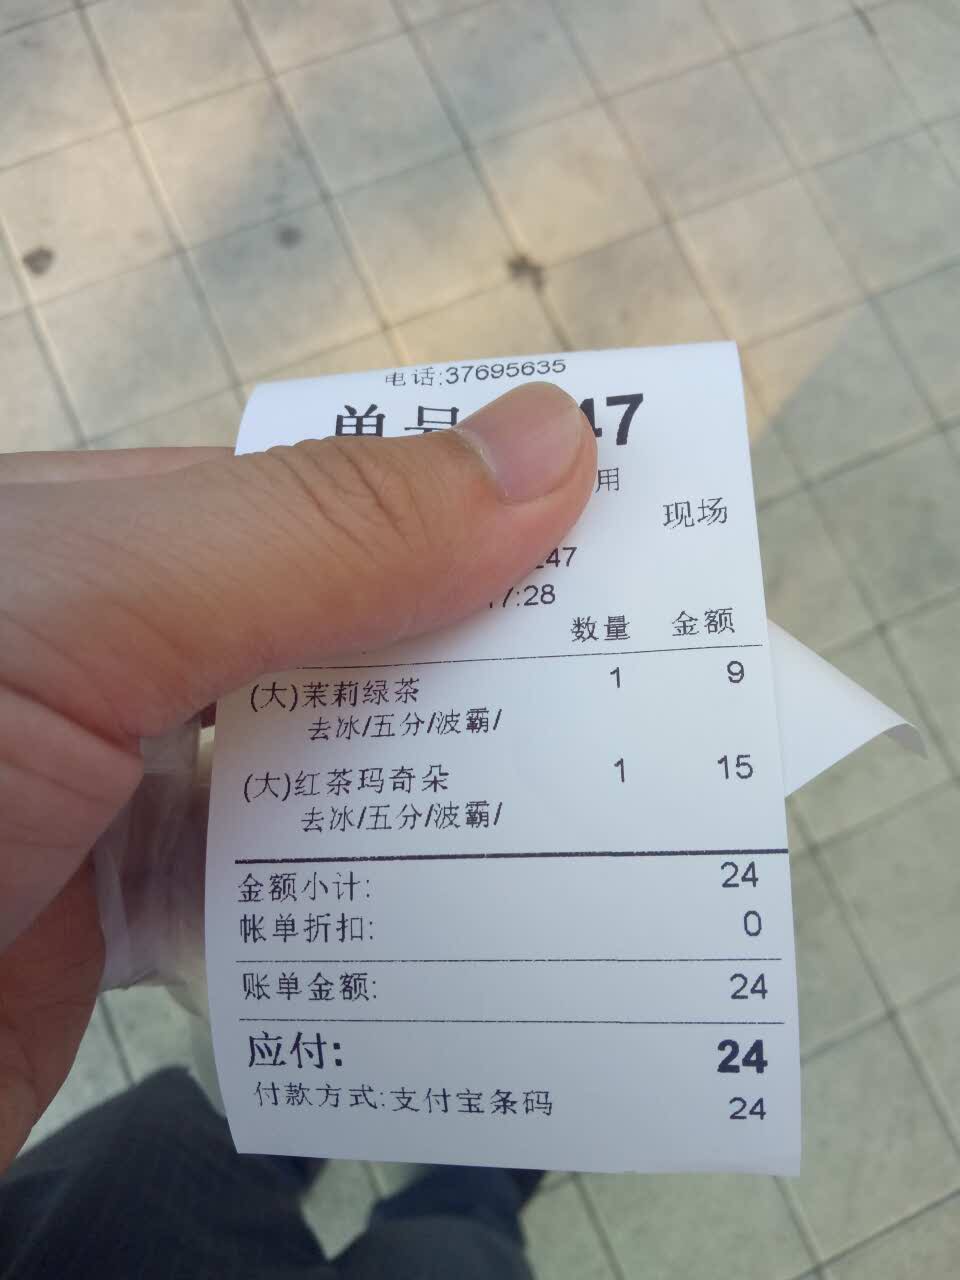 电话:37695635
单号 47
用
现场
247
17:28
数量 金额
(大)茉莉绿茶 1 9
去冰/五分/波霸/
(大)红茶玛奇朵 1 15
去冰/五分/波霸/
金额小计: 24
帐单折扣: 0
账单金额: 24
应付: 24
付款方式:支付宝条码 24